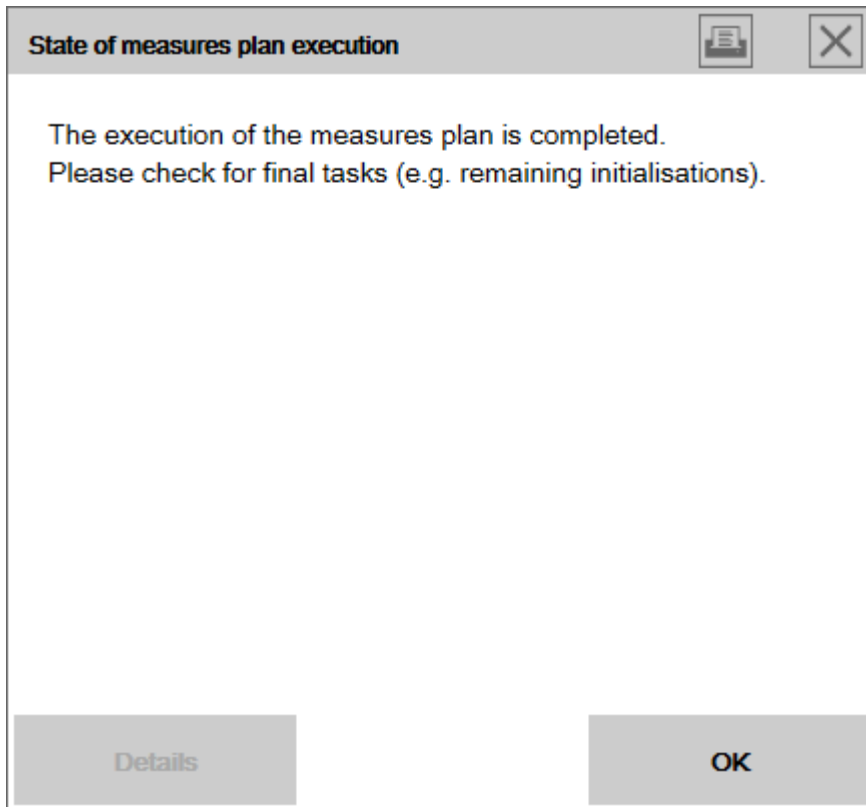 State of measures plan execution
The execution of the measures plan is completed.
Please check for final tasks (e.g. remaining initialisations).
Details
OK